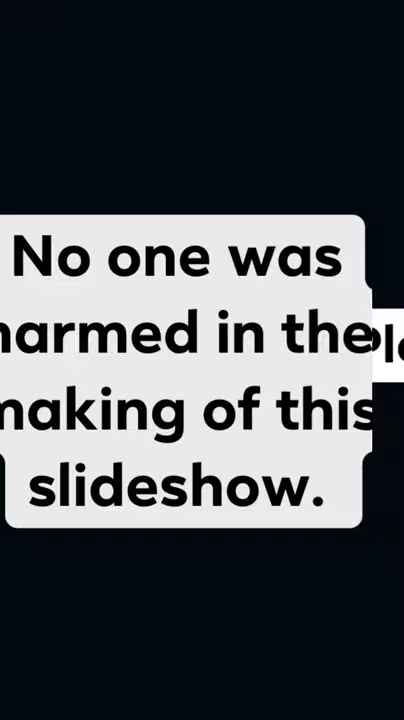 No one was
harmed in the
making of this
slideshow.